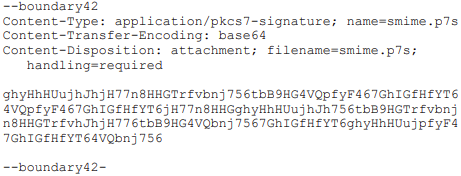 --boundary42
Content-Type: application/pkcs7-signature; name=smime.p7s
Content-Transfer-Encoding: base64
Content-Disposition: attachment; filename=smime.p7s;
handling=required
ghyHhHUujhJhjH77n8HHGTrfvbnj756tbB9HG4VQpfyF467GhIGfHfYT6
4VQpfyF467GhIGfHfYT6jH77n8HHGghyHhHUujhJh756tbB9HGTrfvbnj
n8HHGTrfvhJhjH776tbB9HG4VQbnj7567GhIGfHfYT6ghyHhHUujpfyF4
7GhIGfHfYT64VQbnj756
--boundary42-